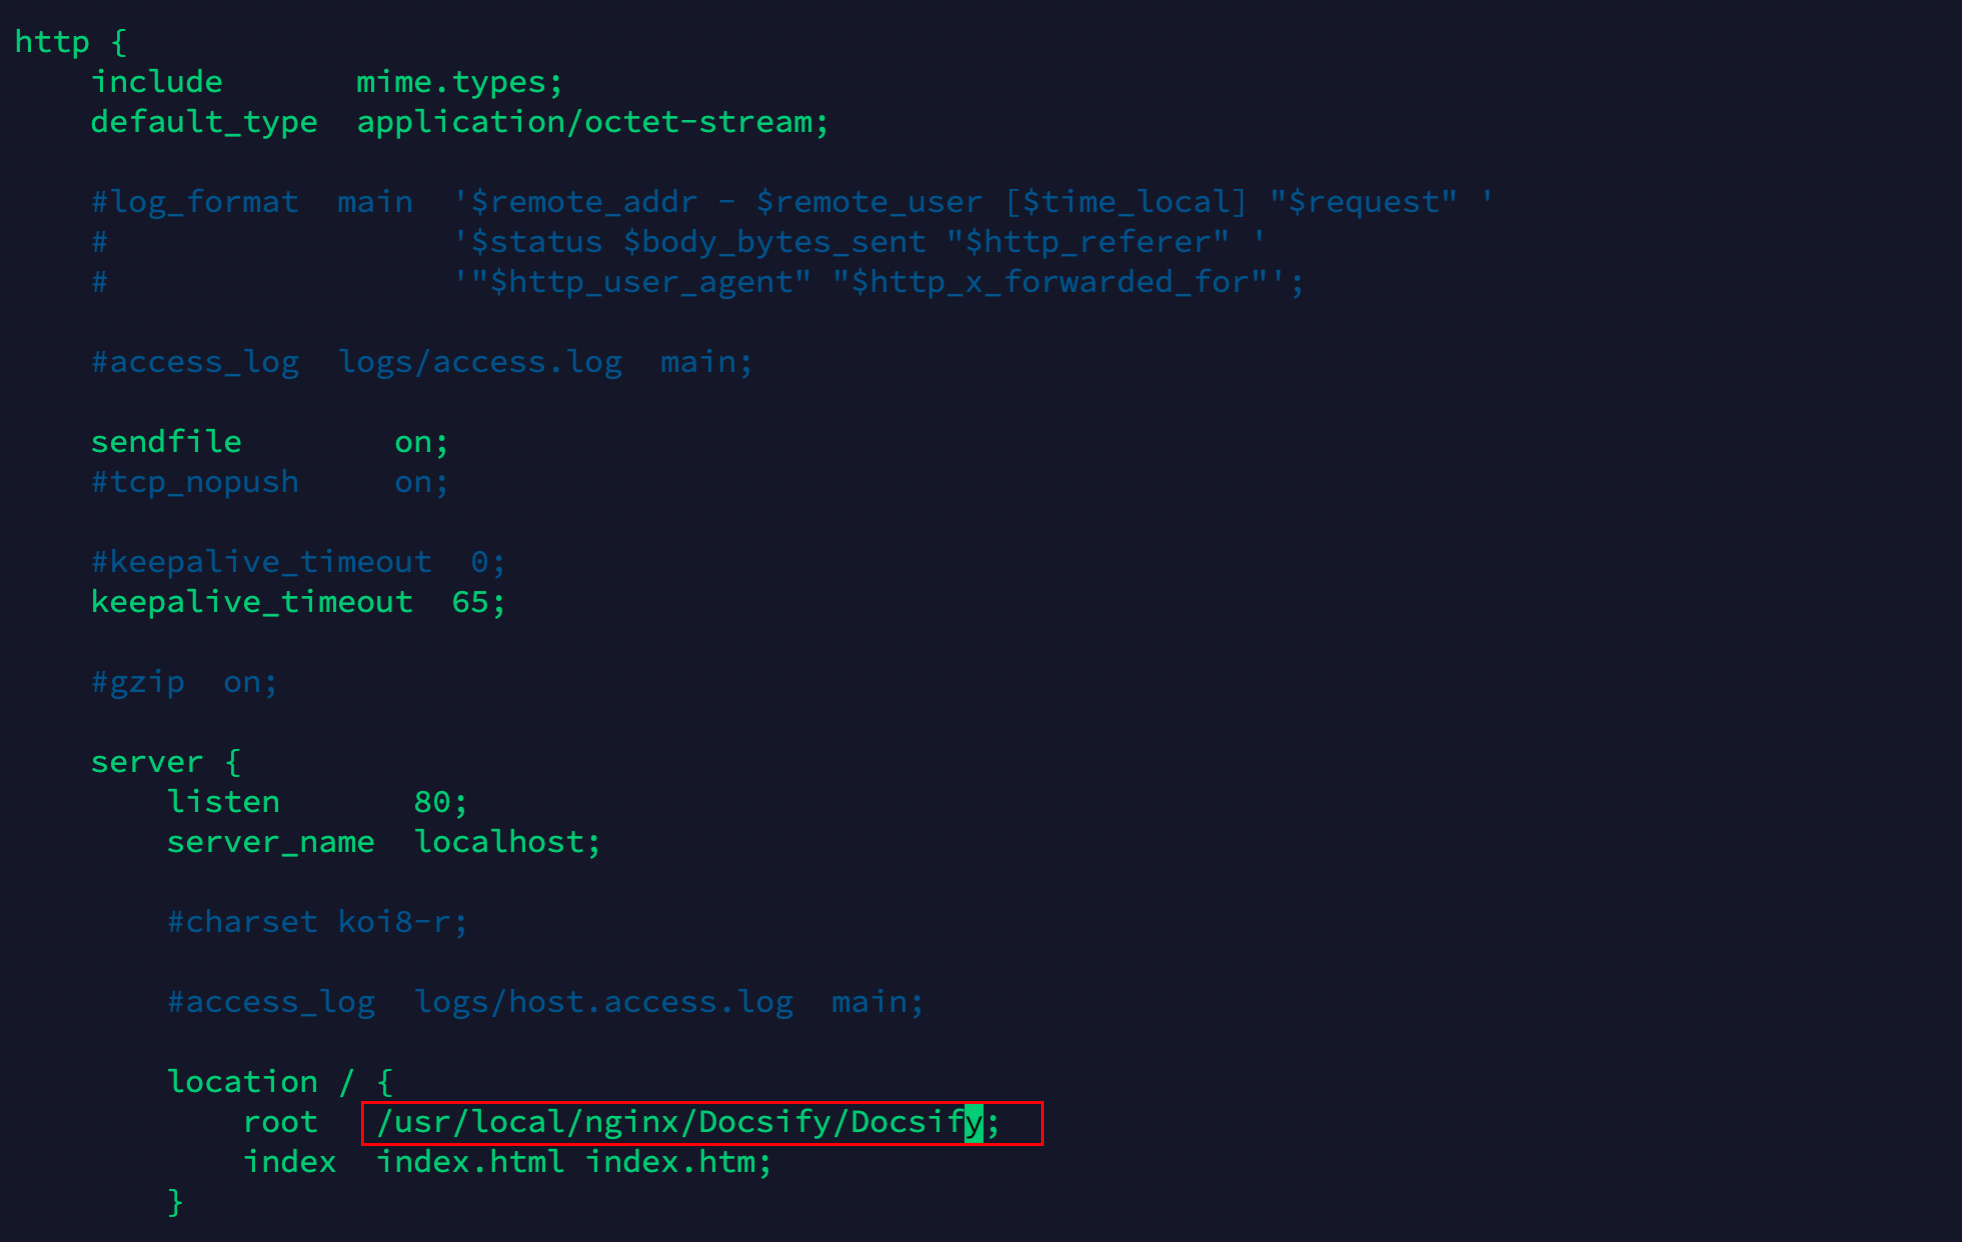 http {
    include       mime.types;
    default_type  application/octet-stream;

    #log_format  main  '$remote_addr - $remote_user [$time_local] "$request" '
    #                  '$status $body_bytes_sent "$http_referer" '
    #                  '"$http_user_agent" "$http_x_forwarded_for"';

    #access_log  logs/access.log  main;

    sendfile        on;
    #tcp_nopush     on;

    #keepalive_timeout  0;
    keepalive_timeout  65;

    #gzip  on;

    server {
        listen       80;
        server_name  localhost;

        #charset koi8-r;

        #access_log  logs/host.access.log  main;

        location / {
            root   /usr/local/nginx/Docsify/Docsify;
            index  index.html index.htm;
        }